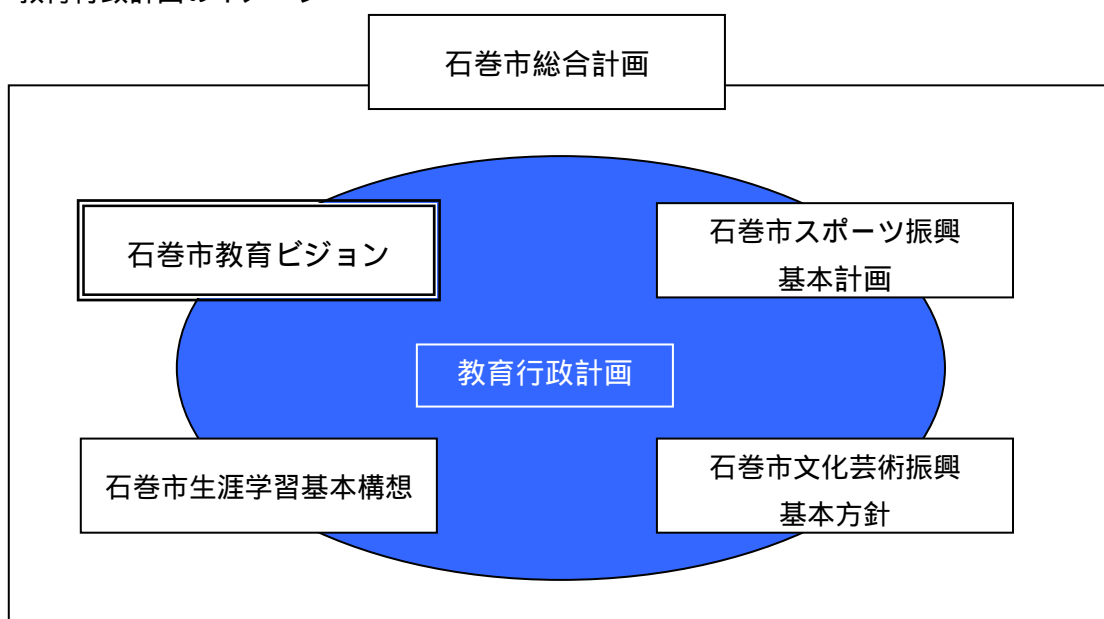 石巻市総合計画
石巻市教育ビジョン
石巻市スポーツ振興
基本計画
教育行政計画
石巻市生涯学習基本構想
石巻市文化芸術振興
基本方針